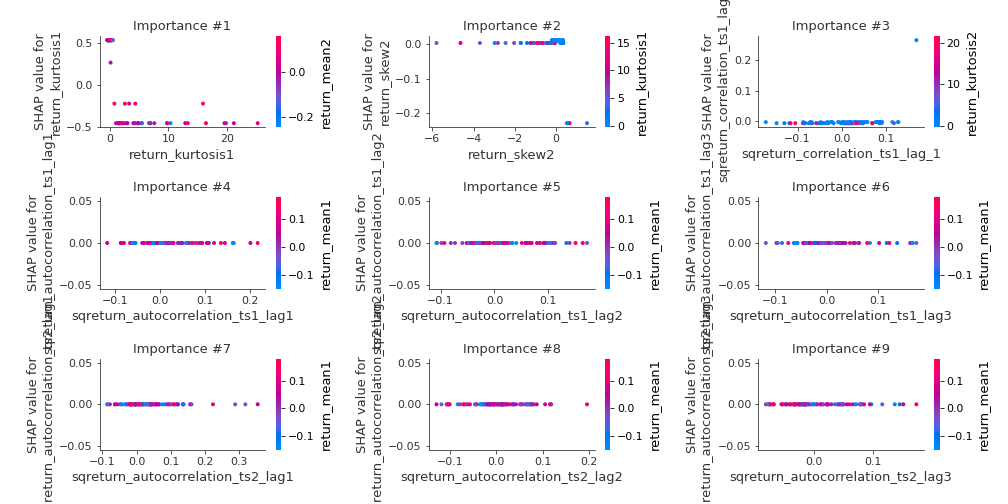 Importance #1
SHAP value for
return_kurtosis1
0.5
0.0
−0.5
0
10
20
return_kurtosis1
0.0
−0.2
return_mean2
Importance #2
SHAP value for
return_skew2
0.0
−0.1
−0.2
−6
−4
−2
0
return_skew2
15
10
5
0
return_kurtosis1
Importance #3
SHAP value for
sqreturn_correlation_ts1_lag_1
0.2
0.1
0.0
−0.1
0.0
0.1
sqreturn_correlation_ts1_lag_1
20
10
0
return_kurtosis2
Importance #4
SHAP value for
sqreturn_autocorrelation_ts1_lag1
0.05
0.00
−0.05
−0.1
0.0
0.1
0.2
sqreturn_autocorrelation_ts1_lag1
0.1
0.0
−0.1
return_mean1
Importance #5
SHAP value for
sqreturn_autocorrelation_ts1_lag2
0.05
0.00
−0.05
−0.1
0.0
0.1
sqreturn_autocorrelation_ts1_lag2
0.1
0.0
−0.1
return_mean1
Importance #6
SHAP value for
sqreturn_autocorrelation_ts1_lag3
0.05
0.00
−0.05
−0.1
0.0
0.1
sqreturn_autocorrelation_ts1_lag3
0.1
0.0
−0.1
return_mean1
Importance #7
SHAP value for
sqreturn_autocorrelation_ts2_lag1
0.05
0.00
−0.05
−0.1
0.0
0.1
0.2
0.3
sqreturn_autocorrelation_ts2_lag1
0.1
0.0
−0.1
return_mean1
Importance #8
SHAP value for
sqreturn_autocorrelation_ts2_lag2
0.05
0.00
−0.05
−0.1
0.0
0.1
0.2
sqreturn_autocorrelation_ts2_lag2
0.1
0.0
−0.1
return_mean1
Importance #9
SHAP value for
sqreturn_autocorrelation_ts2_lag3
0.05
0.00
−0.05
0.0
0.1
sqreturn_autocorrelation_ts2_lag3
0.1
0.0
−0.1
return_mean1